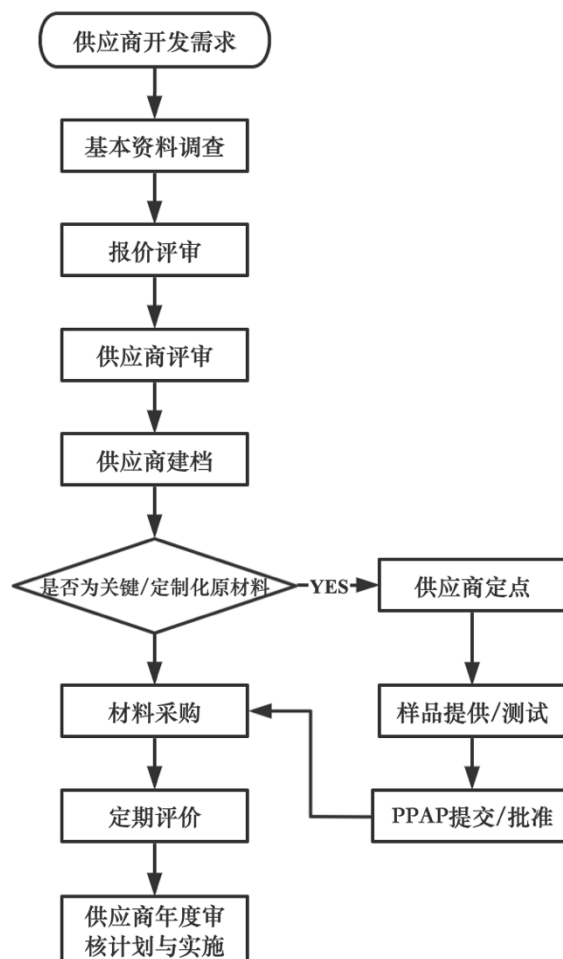 供应商开发需求
基本资料调查
报价评审
供应商评审
供应商建档
是否为关键/定制化原材料
YES
供应商定点
材料采购
样品提供/测试
定期评价
PPAP提交/批准
供应商年度审
核计划与实施